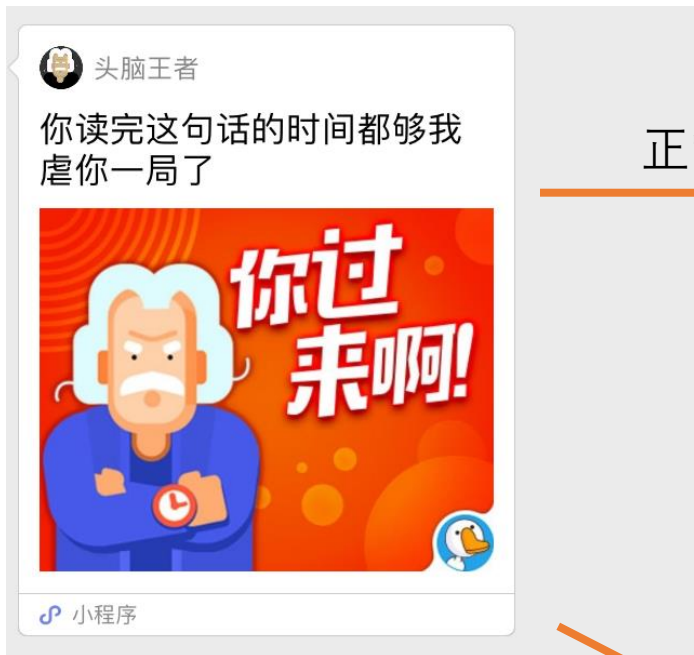 头脑王者
你读完这句话的时间都够我
虐你一局了
正
你过
来啊!
小程序